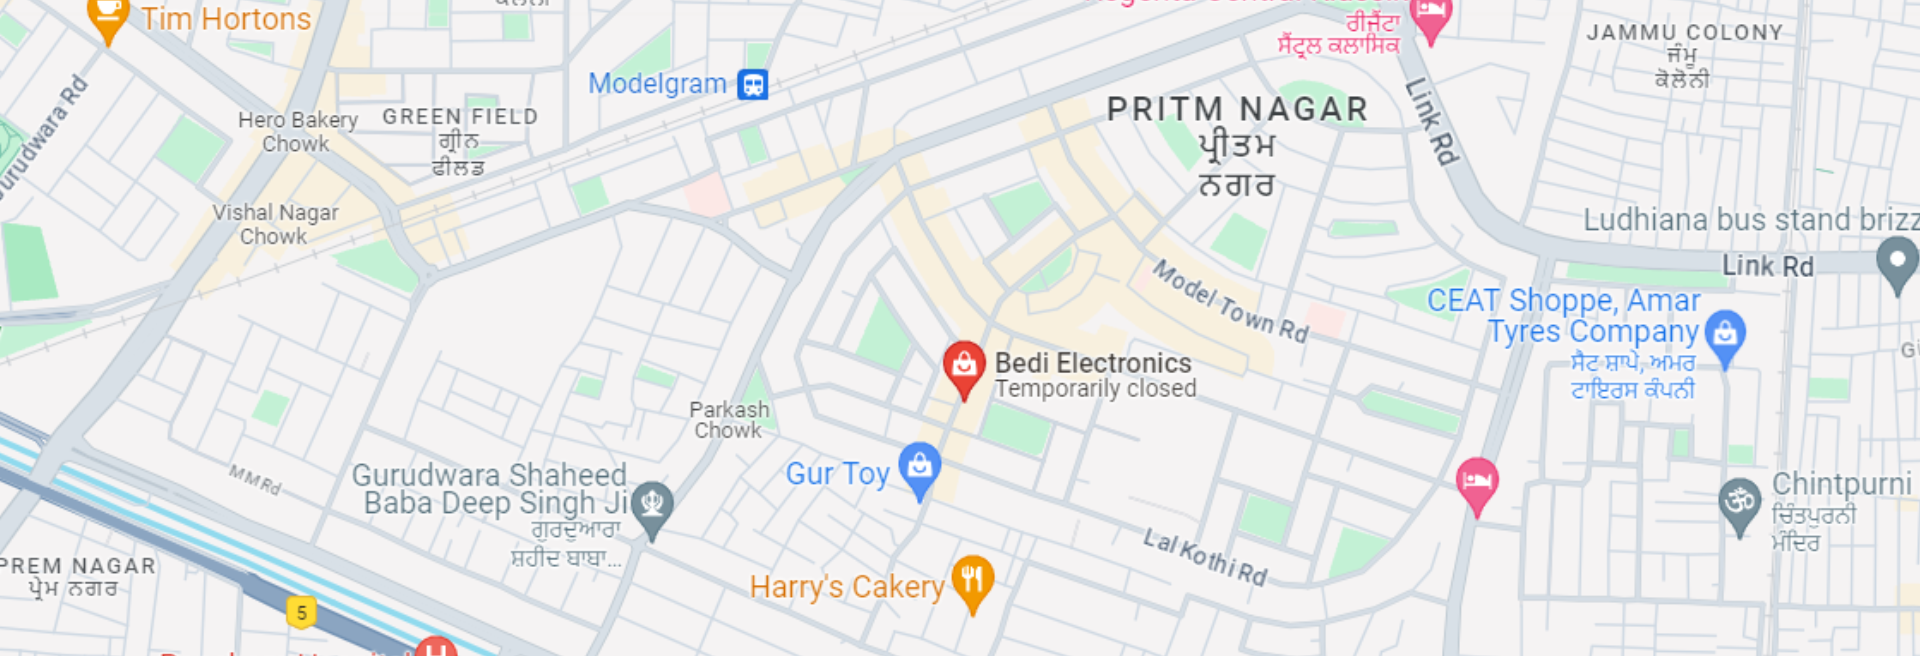 Tim Hortons
Gurudwara Rd
Modelgram
Hero Bakery
Chowk
GREEN FIELD
ਗ੍ਰੀਨ
ਫੀਲਡ
Vishal Nagar
Chowk
ਰੀਜੈਂਟਾ
ਸੈਂਟ੍ਰਲ ਕਲਾਸਿਕ
Link Rd
JAMMU COLONY
ਜੰਮੂ
ਕੋਲੋਨੀ
PRITM NAGAR
ਪ੍ਰੀਤਮ
ਨਗਰ
Ludhiana bus stand brizz
Link Rd
Model Town Rd
CEAT Shoppe, Amar
Tyres Company
ਸੈਟ ਸ਼ਾਪੇ, ਅਮਰ
ਟਾਇਰਸ ਕੰਪਨੀ
Bedi Electronics
Temporarily closed
Parkash
Chowk
Gur Toy
MM Rd
Gurudwara Shaheed
Baba Deep Singh Ji
ਗੁਰਦੁਆਰਾ
ਸ਼ਹੀਦ ਬਾਬਾ...
Chintpurni
ਚਿੰਤਪੁਰਨੀ
ਮੰਦਿਰ
Lal Kothi Rd
Harry's Cakery
PREM NAGAR
ਪ੍ਰੇਮ ਨਗਰ
5